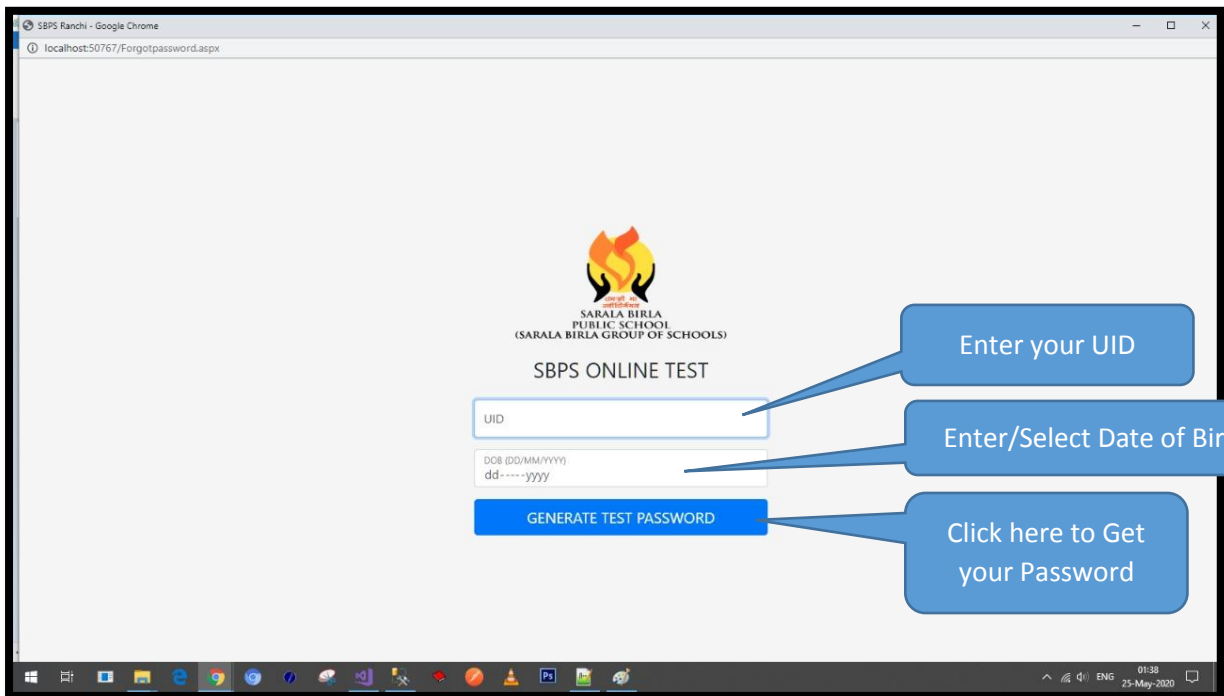 SBPS Ranchi - Google Chrome
localhost:50767/Forgotpassword.aspx
SARALA BIRLA
PUBLIC SCHOOL
(SARALA BIRLA GROUP OF SCHOOLS)
SBPS ONLINE TEST
UID
Enter your UID
DOB (DD/MM/YYYY)
dd-----yyyy
Enter/Select Date of Bir
GENERATE TEST PASSWORD
Click here to Get
your Password
Ps
ENG
01:38
25-May-2020